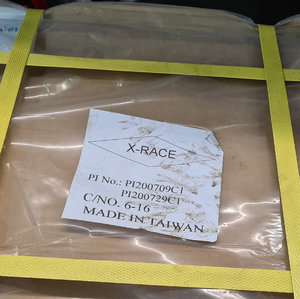 X-RACE
PI No.: PI200709C1
PI200729C1
C/NO. 6-16
MADE IN TAIWAN